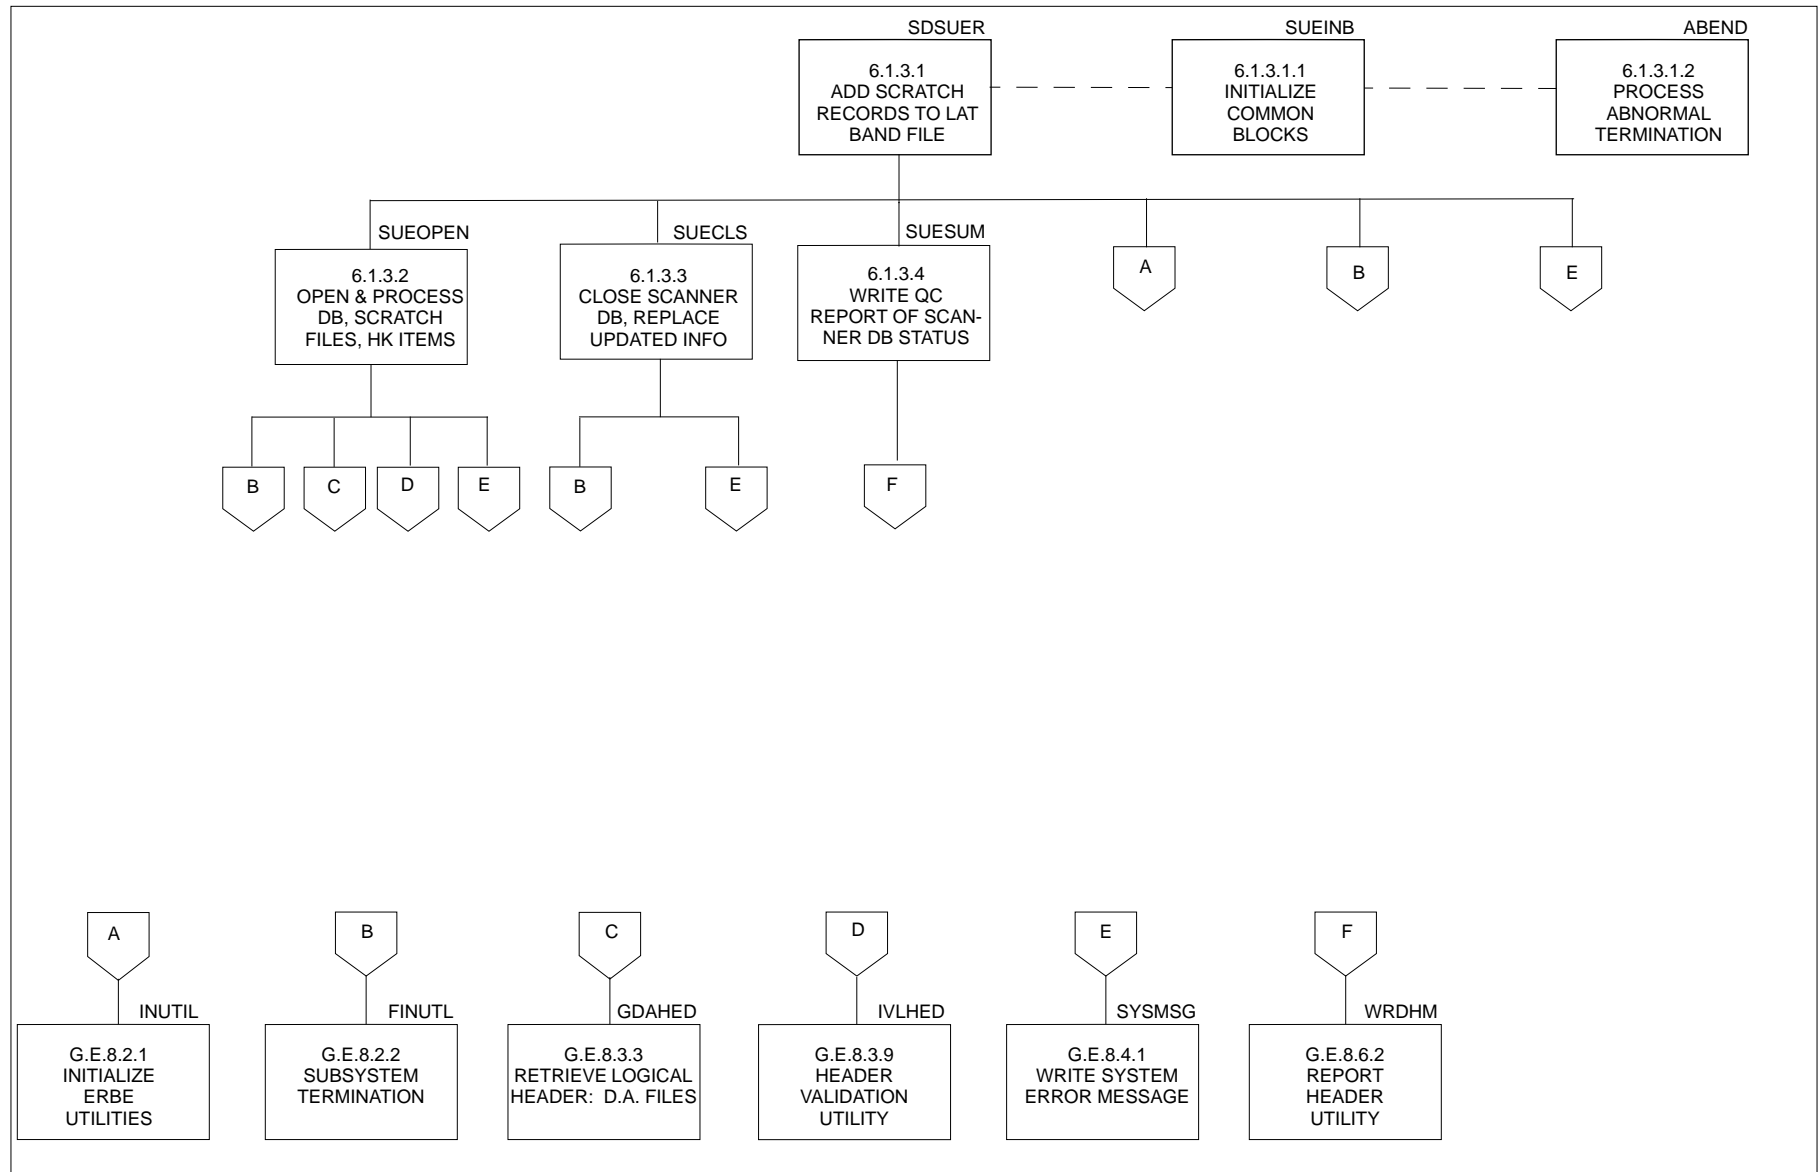 SDSUER
6.1.3.1
ADD SCRATCH
RECORDS TO LAT
BAND FILE
SUEINB
6.1.3.1.1
INITIALIZE
COMMON
BLOCKS
ABEND
6.1.3.1.2
PROCESS
ABNORMAL
TERMINATION
SUEOPEN
6.1.3.2
OPEN & PROCESS
DB, SCRATCH
FILES, HK ITEMS
SUECLS
6.1.3.3
CLOSE SCANNER
DB, REPLACE
UPDATED INFO
SUESUM
6.1.3.4
WRITE QC
REPORT OF SCAN-
NER DB STATUS
A
B
E
B
C
D
E
B
E
F
A
INUTIL
G.E.8.2.1
INITIALIZE
ERBE
UTILITIES
B
FINUTL
G.E.8.2.2
SUBSYSTEM
TERMINATION
C
GDAHED
G.E.8.3.3
RETRIEVE LOGICAL
HEADER:  D.A. FILES
D
IVLHED
G.E.8.3.9
HEADER
VALIDATION
UTILITY
E
SYSMSG
G.E.8.4.1
WRITE SYSTEM
ERROR MESSAGE
F
WRDHM
G.E.8.6.2
REPORT
HEADER
UTILITY